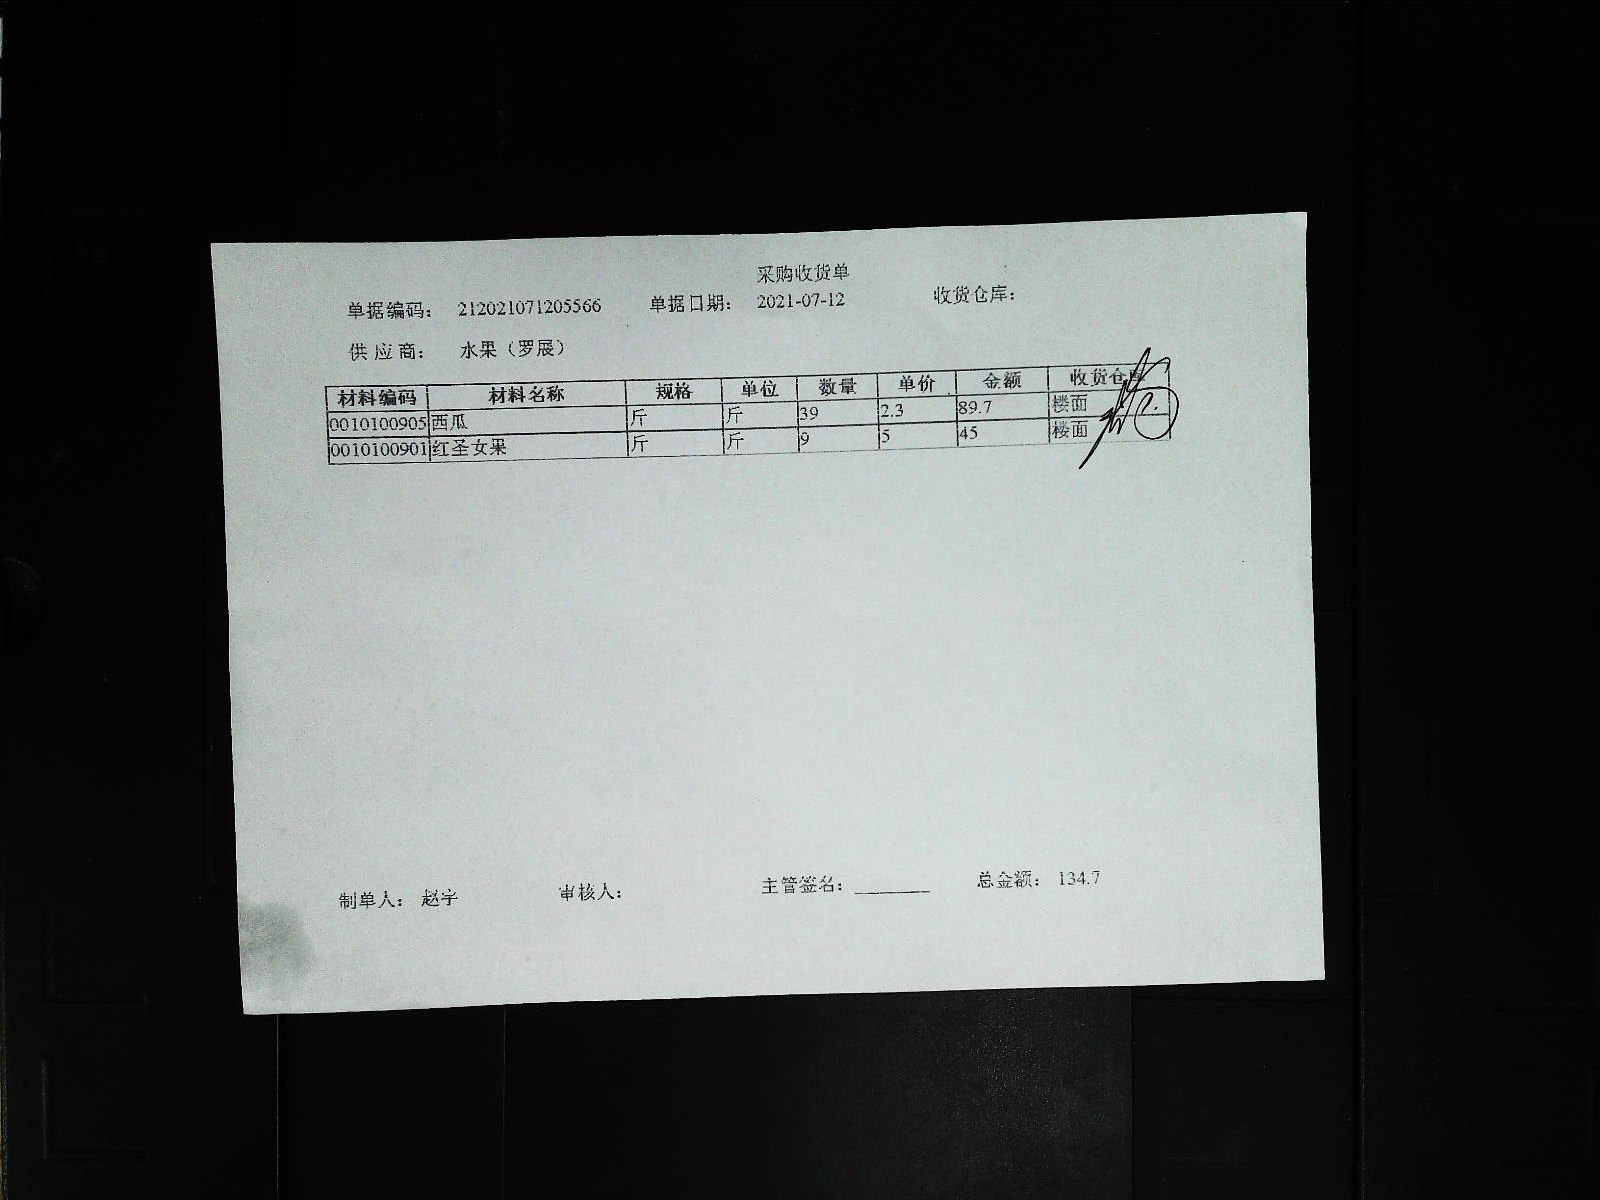 采购收货单
单据编码： 212021071205566 单据日期： 2021-07-12 收货仓库：
供 应 商： 水果（罗展）
材料编码 材料名称 规格 单位 数量 单价 金额 收货仓库
0010100905 西瓜 斤 斤 39 2.3 89.7 楼面
0010100901 红圣女果 斤 斤 9 5 45 楼面
制单人： 赵宇 审核人： 主管签名： ________ 总金额： 134.7